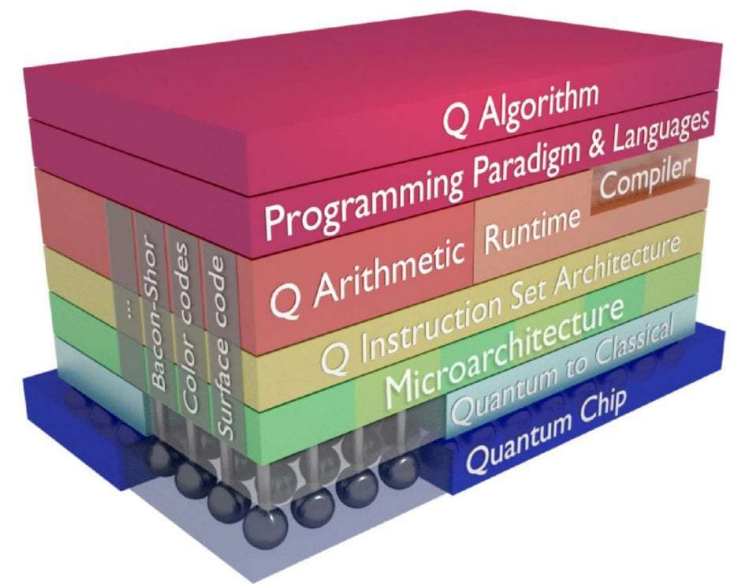 Q Algorithm
Programming Paradigm & Languages
Compiler
Q Arithmetic
Runtime
Q Instruction Set Architecture
Microarchitecture
Quantum to Classical
Quantum Chip
...
Bacon-Shor
Color codes
Surface code